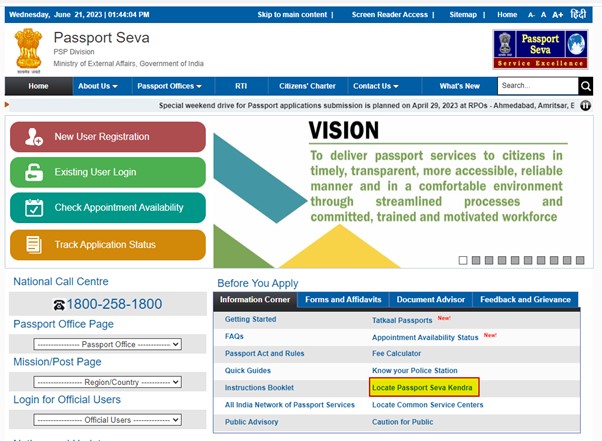 Wednesday, June 21, 2023 | 01:44:04 PM
Skip to main content | Screen Reader Access | Sitemap | Home A- A A+ हिंदी
Passport Seva
PSP Division
Ministry of External Affairs, Government of India
Passport
Seva
Service Excellence
Home About Us Passport Offices RTI Citizens' Charter Contact Us What's New Search...
Special weekend drive for Passport applications submission is planned on April 29, 2023 at RPOs - Ahmedabad, Amritsar, E
New User Registration
Existing User Login
Check Appointment Availability
Track Application Status
VISION
To deliver passport services to citizens in
timely, transparent, more accessible, reliable
manner and in a comfortable environment
through streamlined processes and
committed, trained and motivated workforce
National Call Centre
1800-258-1800
Passport Office Page
---------------- Passport Office ------------
Mission/Post Page
---------------- Region/Country ------------
Login for Official Users
---------------- Official Users ------------
Before You Apply
Information Corner Forms and Affidavits Document Advisor Feedback and Grievance
Getting Started Tatkaal Passports New!
FAQs Appointment Availability Status New!
Passport Act and Rules Fee Calculator
Quick Guides Know your Police Station
Instructions Booklet Locate Passport Seva Kendra
All India Network of Passport Services Locate Common Service Centers
Public Advisory Caution for Public